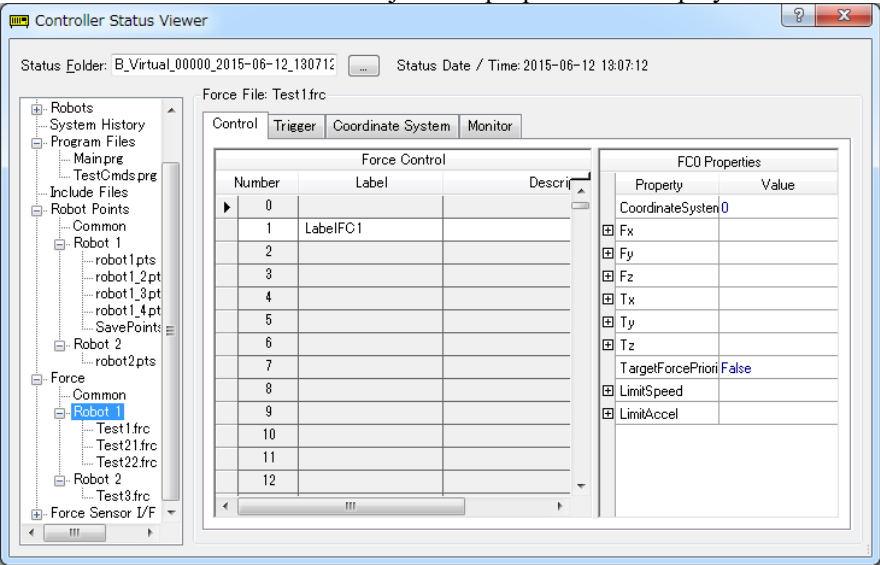 Controller Status Viewer
Status Folder: B_Virtual_00000_2015-06-12_130712 ... Status Date / Time: 2015-06-12 13:07:12
Robots
System History
Program Files
Main.prg
TestCmds.prg
Include Files
Robot Points
Common
Robot 1
robot1.pts
robot1_2.pt
robot1_3.pt
robot1_4.pt
SavePoints
Robot 2
robot2.pts
Force
Common
Robot 1
Test1.frc
Test21.frc
Test22.frc
Robot 2
Test3.frc
Force Sensor I/F
Force File: Test1.frc
Control Trigger Coordinate System Monitor
Force Control
Number Label Descrip
0
1 LabelFC1
2
3
4
5
6
7
8
9
10
11
12
FC0 Properties
Property Value
CoordinateSystem 0
Fx
Fy
Fz
Tx
Ty
Tz
TargetForcePriori False
LimitSpeed
LimitAccel